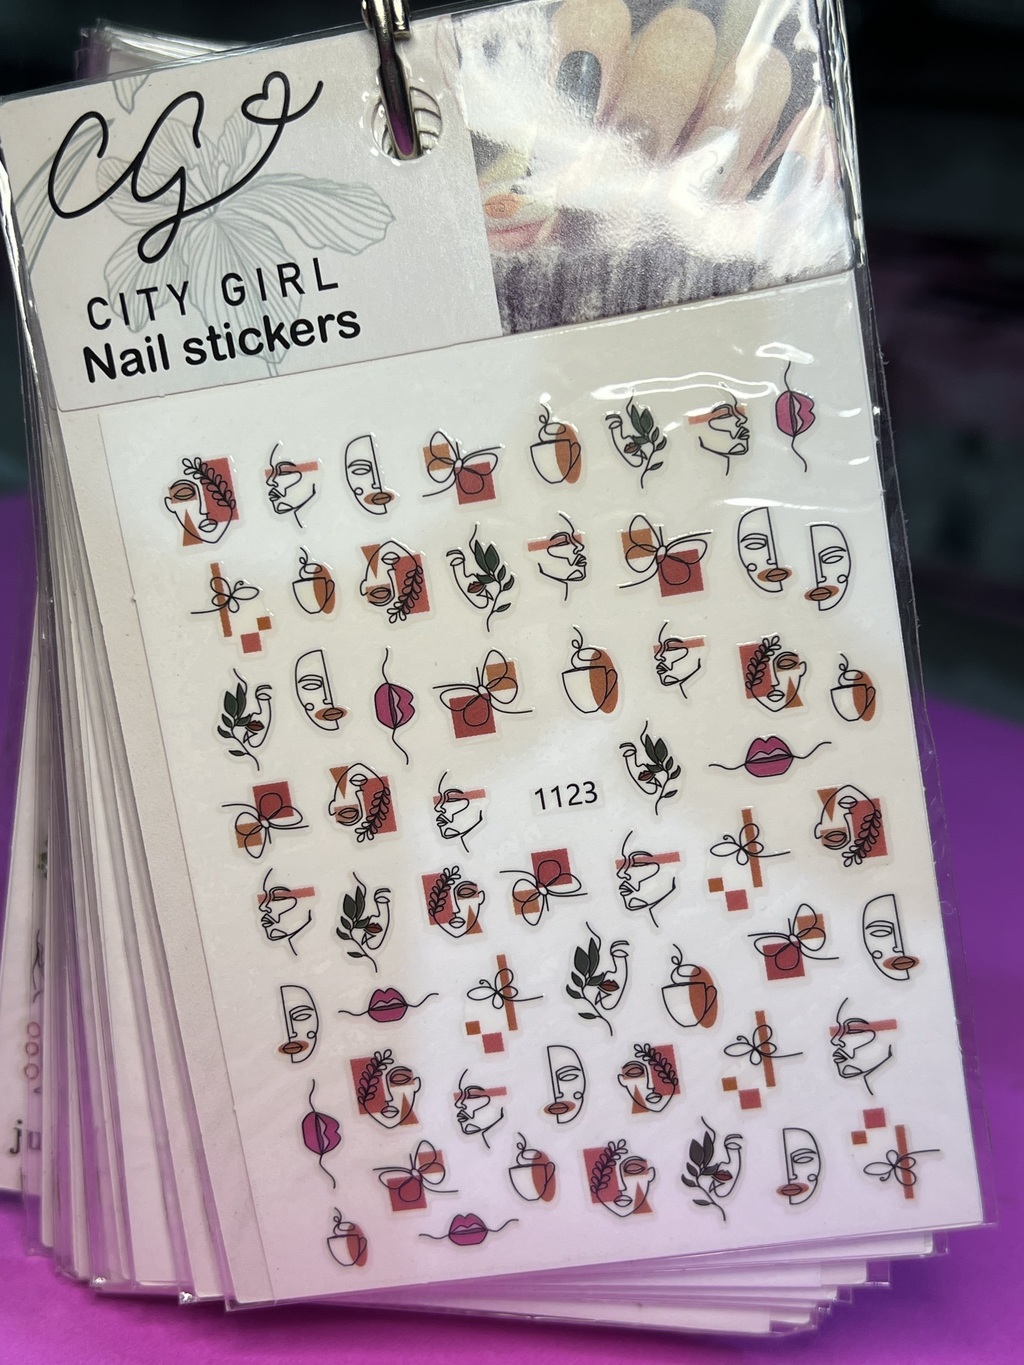 CG
CITY GIRL
Nail stickers
1123